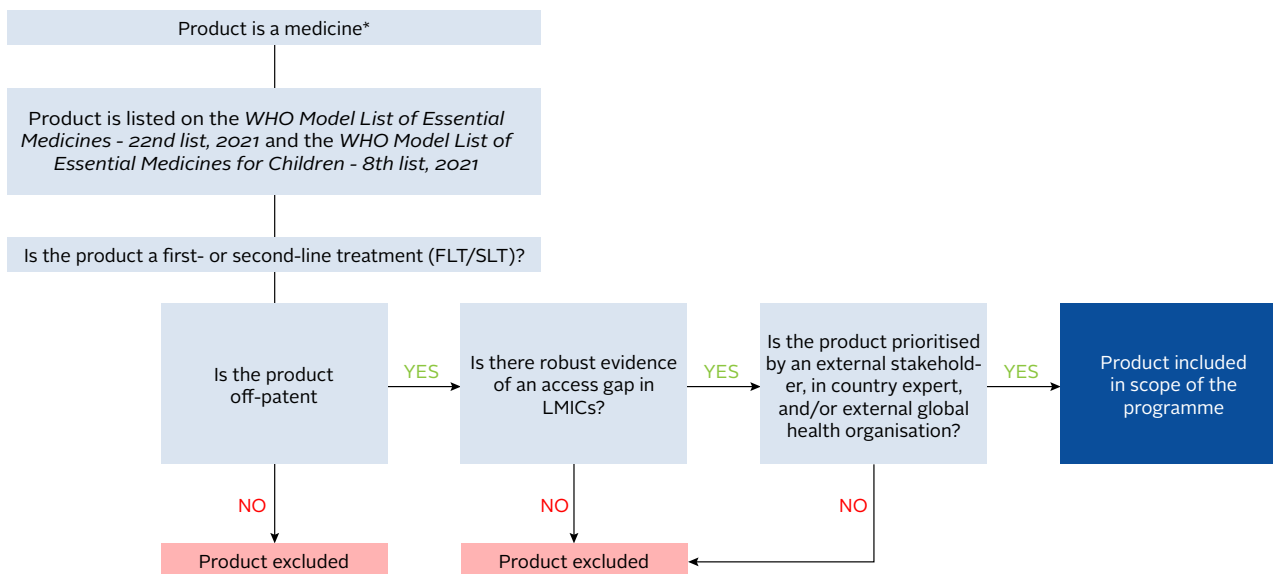 Product is a medicine*
Product is listed on the WHO Model List of Essential
Medicines - 22nd list, 2021 and the WHO Model List of
Essential Medicines for Children - 8th list, 2021
Is the product a first- or second-line treatment (FLT/SLT)?
Is the product
off-patent
YES
Is there robust evidence
of an access gap in
LMICs?
YES
Is the product prioritised
by an external stakehold-
er, in country expert,
and/or external global
health organisation?
YES
Product included
in scope of the
programme
NO
NO
NO
Product excluded
Product excluded